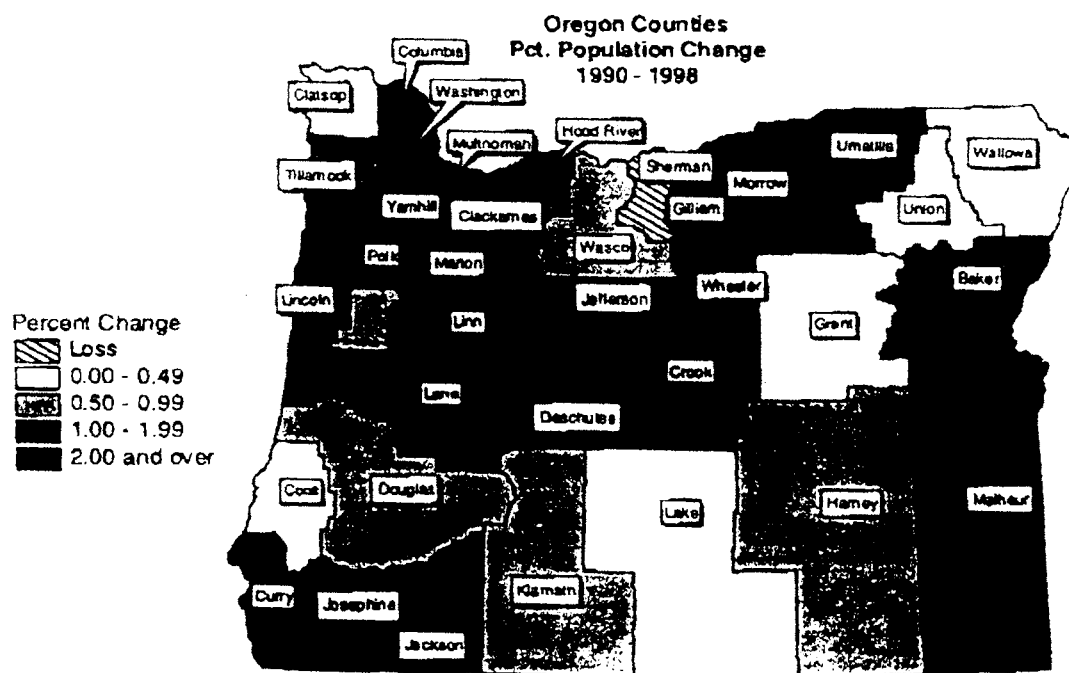 Oregon Counties
Pct. Population Change
1990 - 1998
Columbia
Clatsop
Washington
Hood River
Multnomah
Sherman
Umatilla
Wallowa
Tillamook
Morrow
Yamhill
Clackamas
Gilliam
Union
Wasco
Polk
Marion
Baker
Wheeler
Jefferson
Lincoln
Linn
Grant
Crook
Lane
Deschutes
Coos
Douglas
Lake
Harney
Malheur
Curry
Josephine
Klamath
Jackson
Percent Change
Loss
0.00 - 0.49
0.50 - 0.99
1.00 - 1.99
2.00 and over